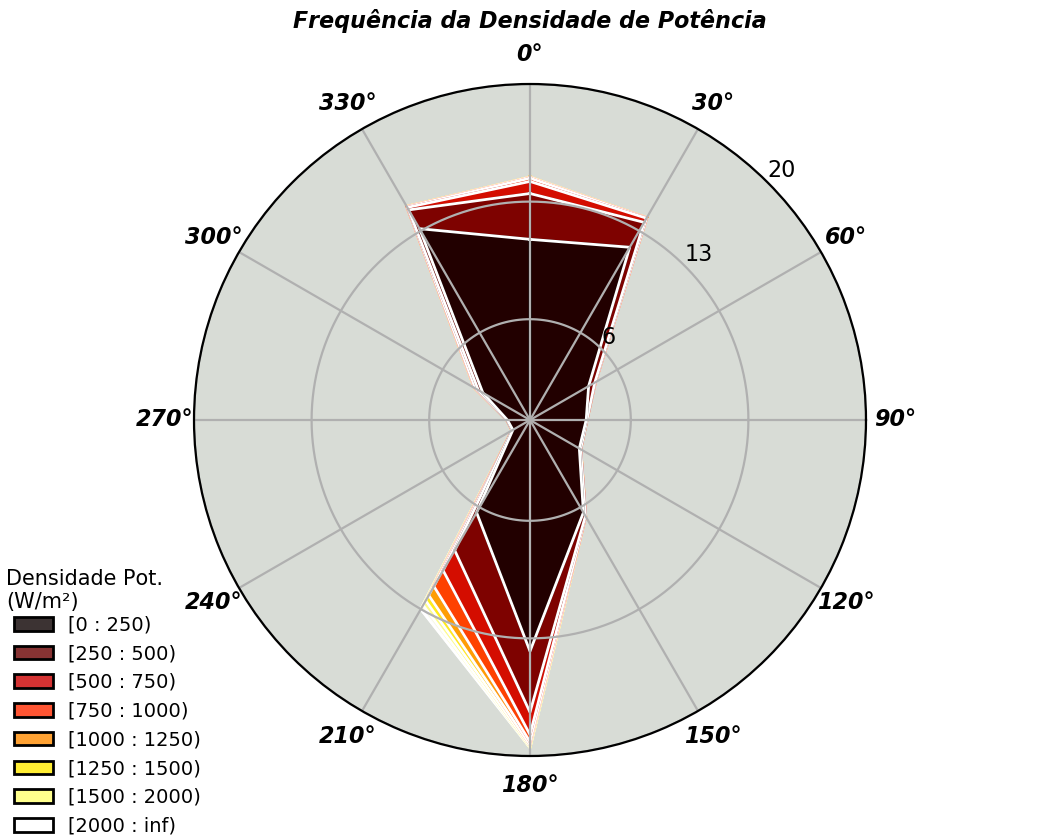 Frequência da Densidade de Potência
0°
330°
30°
20
300°
60°
13
6
270°
90°
240°
120°
210°
150°
180°
Densidade Pot.
(W/m²)
[0 : 250)
[250 : 500)
[500 : 750)
[750 : 1000)
[1000 : 1250)
[1250 : 1500)
[1500 : 2000)
[2000 : inf)